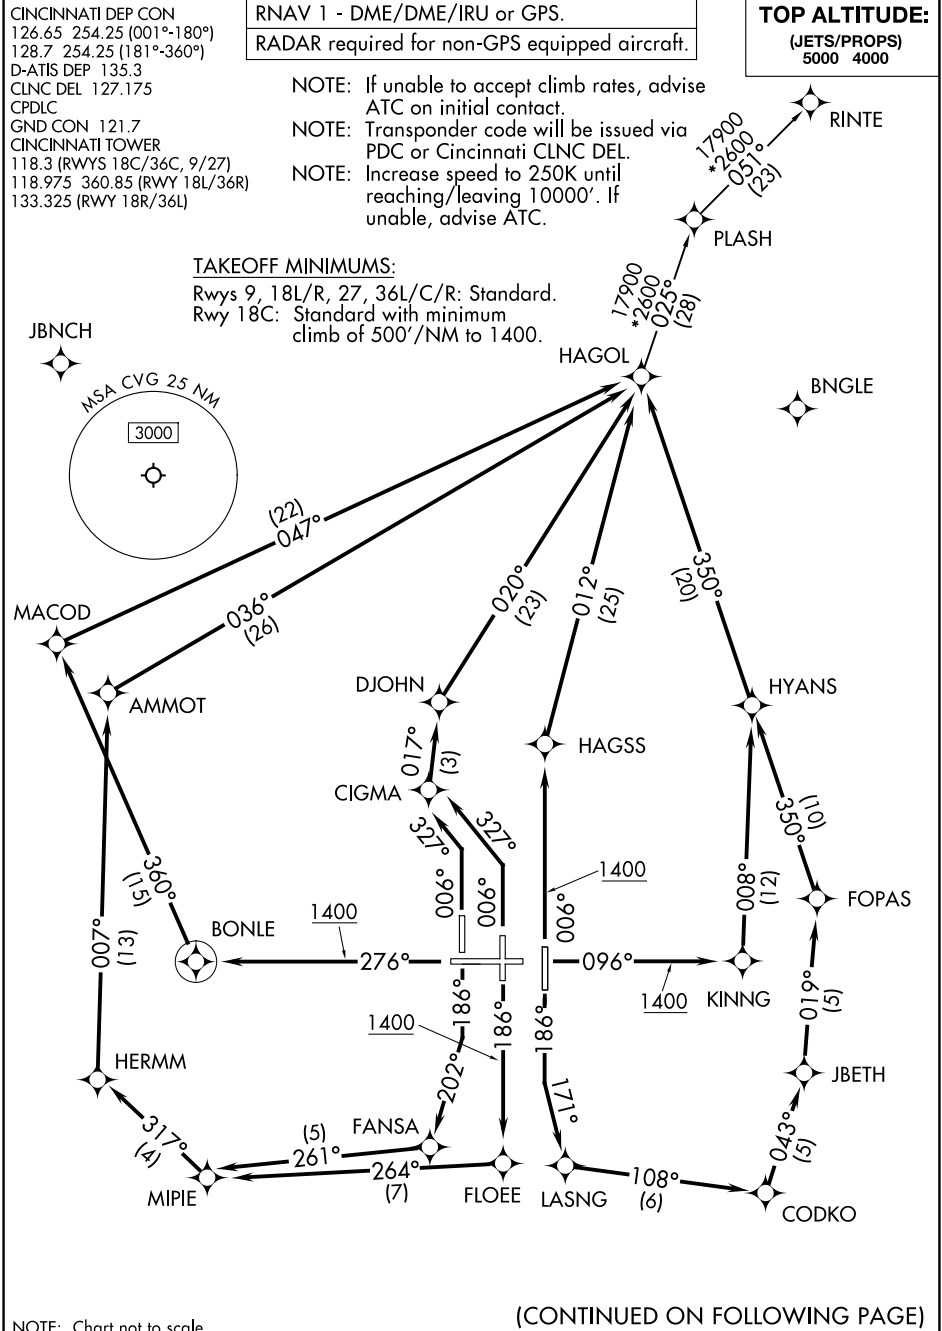 CINCINNATI DEP CON
126.65 254.25 (001°-180°)
128.7 254.25 (181°-360°)
D-ATIS DEP 135.3
CLNC DEL 127.175
CPDLC
GND CON 121.7
CINCINNATI TOWER
118.3 (RWYS 18C/36C, 9/27)
118.975 360.85 (RWY 18L/36R)
133.325 (RWY 18R/36L)
RNAV 1 - DME/DME/IRU or GPS.
RADAR required for non-GPS equipped aircraft.
TOP ALTITUDE:
(JETS/PROPS)
5000 4000
NOTE: If unable to accept climb rates, advise
ATC on initial contact.
NOTE: Transponder code will be issued via
PDC or Cincinnati CLNC DEL.
NOTE: Increase speed to 250K until
reaching/leaving 10000'. If
unable, advise ATC.
RINTE
17900
*2600
051°
(23)
PLASH
TAKEOFF MINIMUMS:
Rwys 9, 18L/R, 27, 36L/C/R: Standard.
Rwy 18C: Standard with minimum
climb of 500'/NM to 1400.
17900
*2600
025°
(28)
JBNCH
HAGOL
BNGLE
MSA CVG 25 NM
3000
(22)
047°
036°
(26)
020°
(23)
012°
(25)
350°
(20)
MACOD
AMMOT
DJOHN
HYANS
HAGSS
017°
(3)
CIGMA
327°
327°
350°
(10)
360°
(15)
006°
006°
006°
1400
008°
(12)
FOPAS
007°
(13)
BONLE
1400
276°
096°
1400
KINNG
019°
(5)
186°
186°
186°
1400
HERMM
JBETH
202°
171°
317°
(4)
FANSA
(5)
261°
264°
(7)
043°
(5)
MIPIE
FLOEE
LASNG
108°
(6)
CODKO
(CONTINUED ON FOLLOWING PAGE)
NOTE: Chart not to scale.